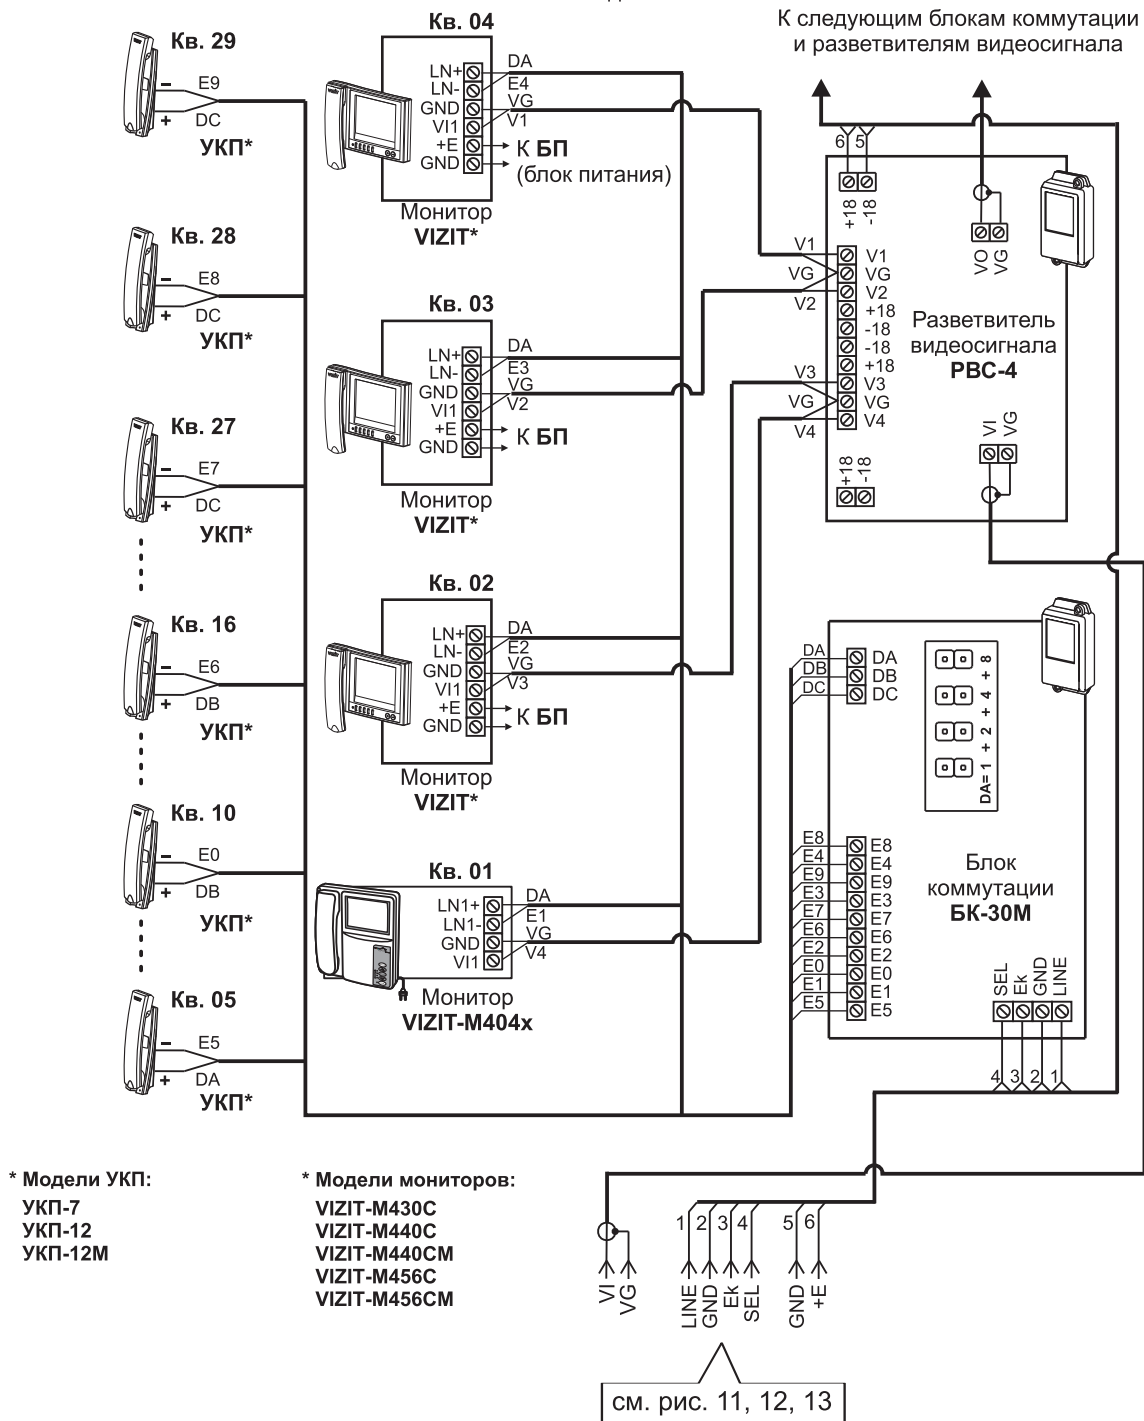 Кв. 29
E9
DC
УКП*
Кв. 28
E8
DC
УКП*
Кв. 27
E7
DC
УКП*
Кв. 16
E6
DB
УКП*
Кв. 10
E0
DB
УКП*
Кв. 05
E5
DA
УКП*
Кв. 04
LN+
LN-
GND
VI1
+E
GND
DA
E4
VG
V1
К БП
(блок питания)
Монитор
VIZIT*
Кв. 03
LN+
LN-
GND
VI1
+E
GND
DA
E3
VG
V2
К БП
Монитор
VIZIT*
Кв. 02
LN+
LN-
GND
VI1
+E
GND
DA
E2
VG
V3
К БП
Монитор
VIZIT*
Кв. 01
LN1+
LN1-
GND
VI1
DA
E1
VG
V4
Монитор
VIZIT-M404x
К следующим блокам коммутации
и разветвителям видеосигнала
6 5
+18 -18
VO VG
V1
VG
V2
V3
VG
V4
V1
VG
V2
+18
-18
-18
+18
V3
VG
V4
Разветвитель
видеосигнала
РВС-4
VI VG
+18 -18
DA
DB
DC
DA
DB
DC
DA= 1 + 2 + 4 + 8
E8
E4
E9
E3
E7
E6
E2
E0
E1
E5
E8
E4
E9
E3
E7
E6
E2
E0
E1
E5
Блок
коммутации
БК-30М
SEL Ek GND LINE
4 3 2 1
* Модели УКП:
УКП-7
УКП-12
УКП-12М
* Модели мониторов:
VIZIT-M430C
VIZIT-M440C
VIZIT-M440CM
VIZIT-M456C
VIZIT-M456CM
1 2 3 4 5 6
VI VG
LINE GND Ek SEL GND +E
см. рис. 11, 12, 13